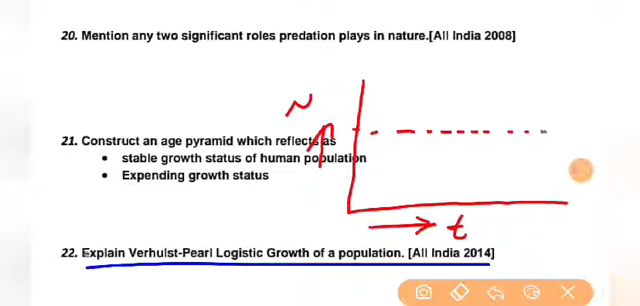 20. Mention any two significant roles predation plays in nature.[All India 2008]
N
21. Construct an age pyramid which reflects as
• stable growth status of human population
• Expending growth status
t
22. Explain Verhulst-Pearl Logistic Growth of a population. [All India 2014]